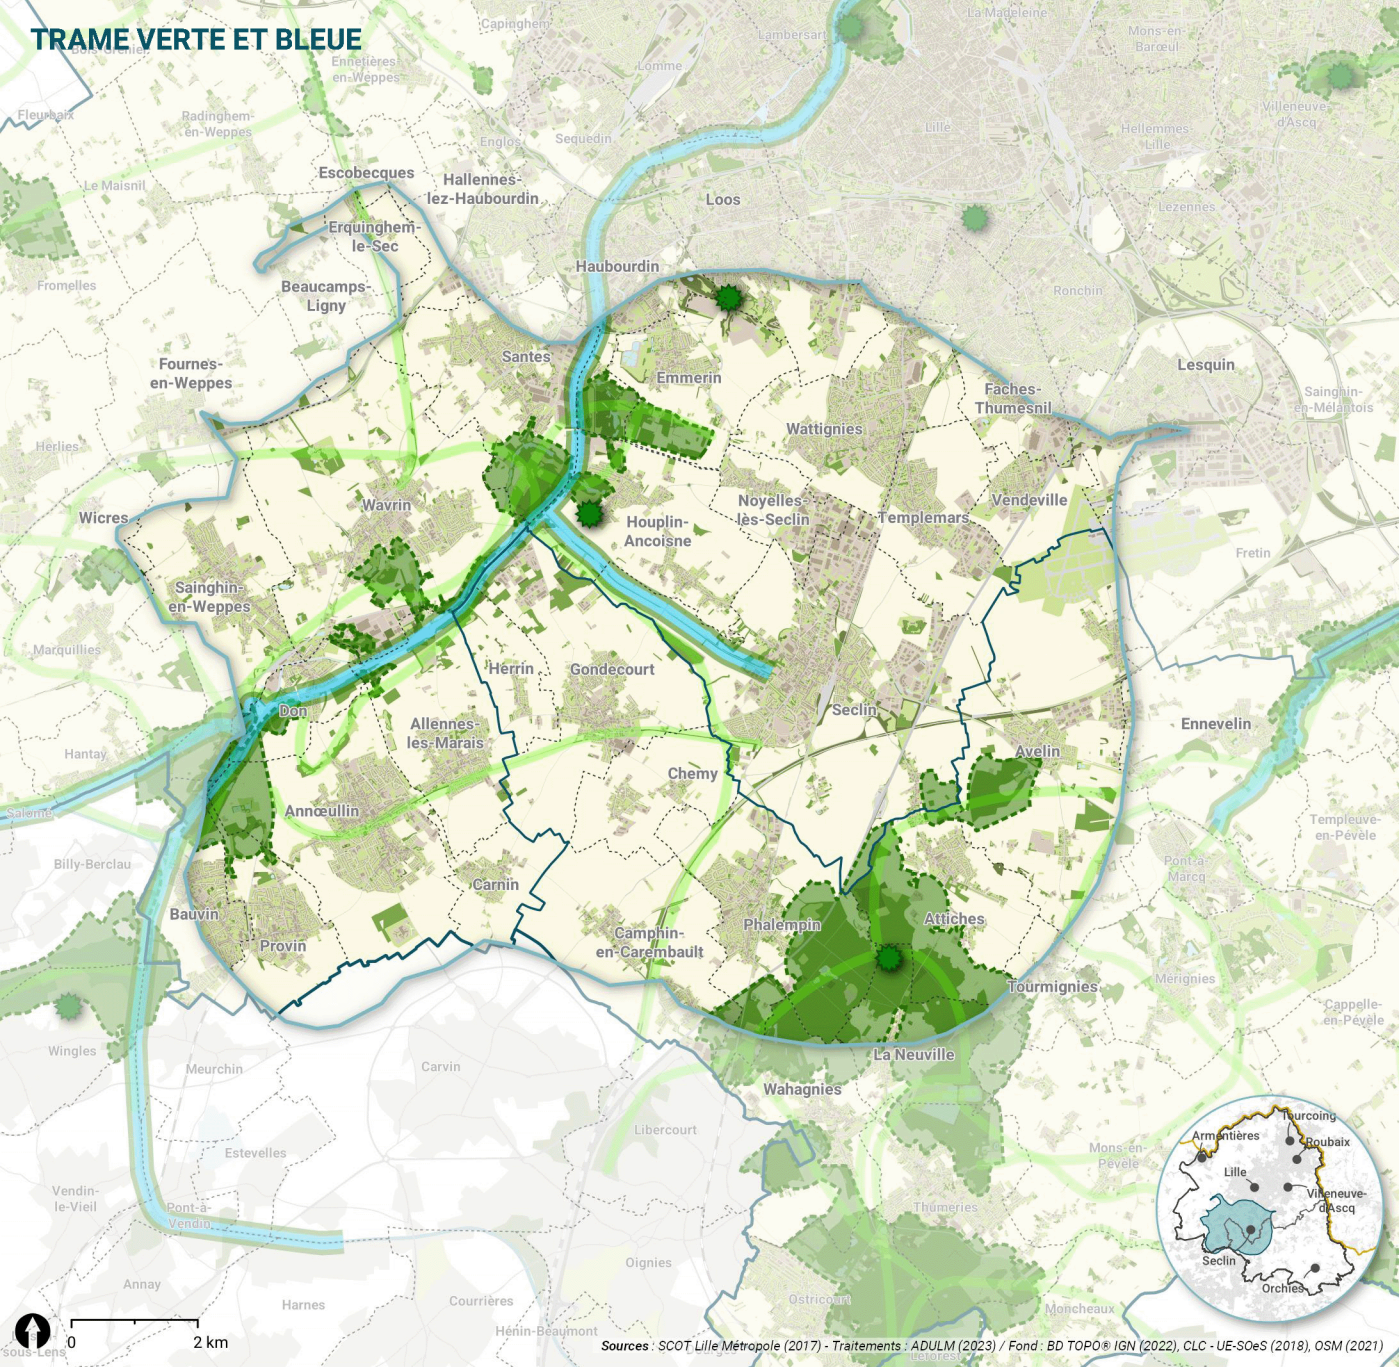 TRAME VERTE ET BLEUE
Bois-Grenier
Capinghem
La Madeleine
Lambersart
Mons-en-
Barœul
Ennetières
en-Weppes
Lomme
Fleurbaix
Radinghem-
en-Weppes
Villeneuve-
d'Ascq
Englos
Sequedin
Lille
Hellemmes-
Lille
Escobecques
Le Maisnil
Hallennes-
lez-Haubourdin
Loos
Lezennes
Erquinghem-
le-Sec
Haubourdin
Fromelles
Beaucamps-
Ligny
Ronchin
Santes
Emmerin
Fournes-
en-Weppes
Lesquin
Faches-
Thumesnil
Sainghin-
en-Mélantois
Wattignies
Herlies
Wavrin
Noyelles-
lès-Seclin
Vendeville
Wicres
Templemars
Houplin-
Ancoisne
Fretin
Sainghin-
en-Weppes
Marquillies
Herrin
Gondecourt
Don
Seclin
Allennes-
les-Marais
Ennevelin
Hantay
Avelin
Chemy
Salomé
Annœullin
Templeuve-
en-Pévèle
Billy-Berclau
Pont-à-
Marcq
Carnin
Bauvin
Phalempin
Attiches
Provin
Camphin-
en-Carembault
Mérignies
Tourmignies
Cappelle-
en-Pévèle
Wingles
La Neuville
Meurchin
Carvin
Wahagnies
Libercourt
Estevelles
Mons-en-
Pévèle
Tourcoing
Armentières
Roubaix
Lille
Villeneuve-
d'Ascq
Seclin
Orchies
Vendin-
le-Vieil
Pont-à-
Vendin
Thumeries
Oignies
Annay
Harnes
Courrières
Ostricourt
Moncheaux
Hénin-Beaumont
sous-Lens
Leforest
0
2 km
Sources : SCOT Lille Métropole (2017) - Traitements : ADULM (2023) / Fond : BD TOPO® IGN (2022), CLC - UE-SOeS (2018), OSM (2021)